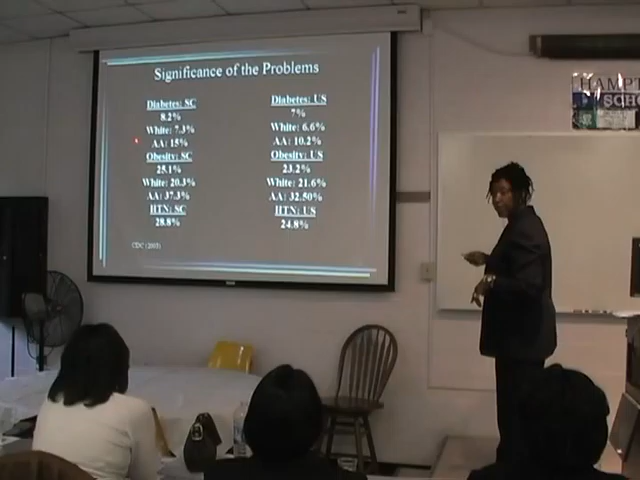 Significance of the Problems
Diabetes: SC
8.2%
White: 7.3%
AA: 15%
Obesity: SC
25.1%
White: 20.3%
AA: 37.3%
HTN: SC
28.8%
Diabetes: US
7%
White: 6.6%
AA: 10.2%
Obesity: US
23.2%
White: 21.6%
AA: 32.50%
HTN: US
24.8%
HAMPT
SCHO